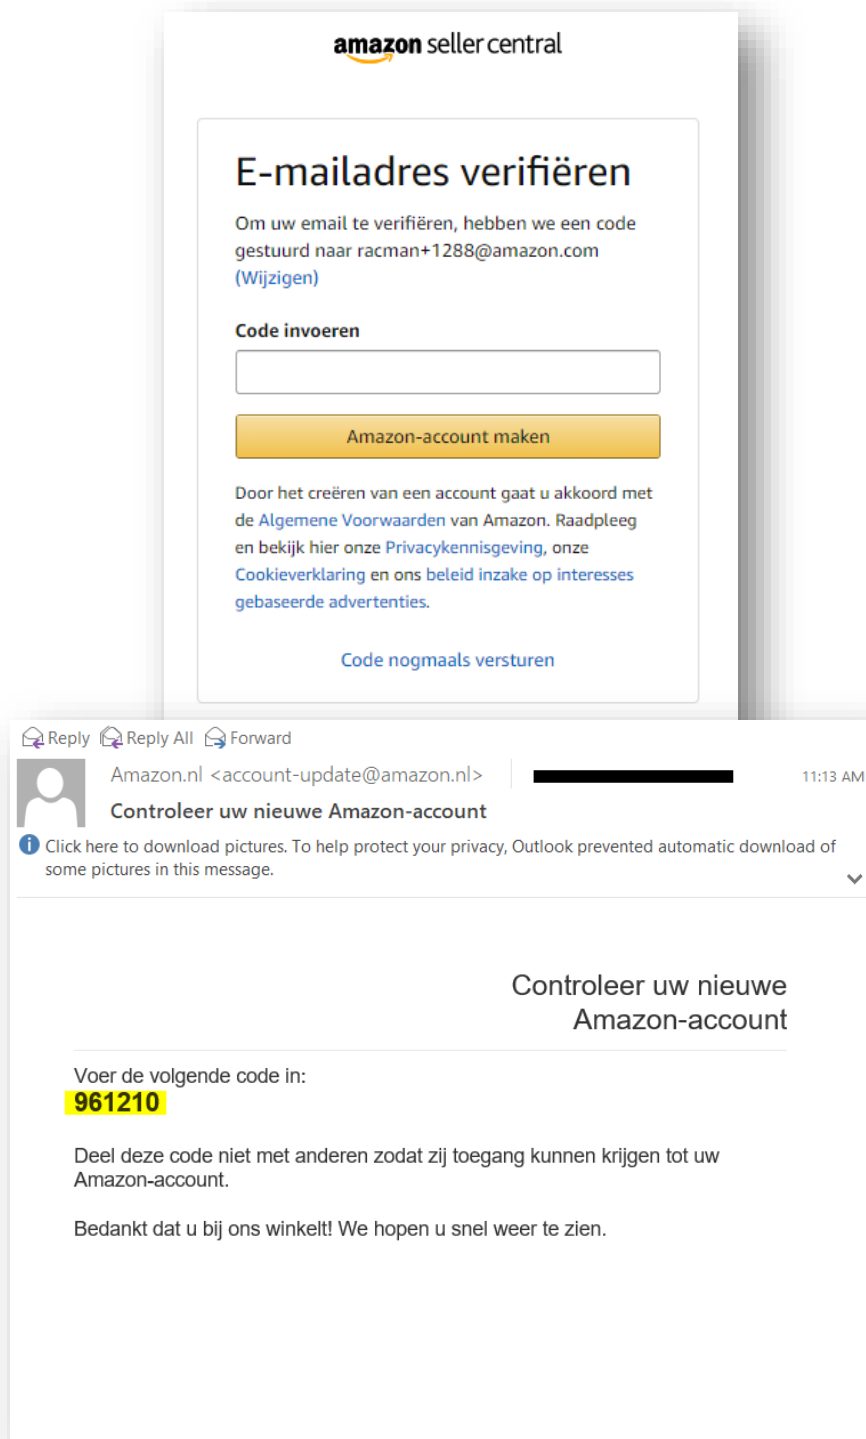 amazon seller central
E-mailadres verifiëren
Om uw email te verifiëren, hebben we een code
gestuurd naar racman+1288@amazon.com
(Wijzigen)
Code invoeren
Amazon-account maken
Door het creëren van een account gaat u akkoord met
de Algemene Voorwaarden van Amazon. Raadpleeg
en bekijk hier onze Privacykennisgeving, onze
Cookieverklaring en ons beleid inzake op interesses
gebaseerde advertenties.
Code nogmaals versturen
Reply Reply All Forward
Amazon.nl <account-update@amazon.nl> 11:13 AM
Controleer uw nieuwe Amazon-account
Click here to download pictures. To help protect your privacy, Outlook prevented automatic download of
some pictures in this message.
Controleer uw nieuwe
Amazon-account
Voer de volgende code in:
961210
Deel deze code niet met anderen zodat zij toegang kunnen krijgen tot uw
Amazon-account.
Bedankt dat u bij ons winkelt! We hopen u snel weer te zien.